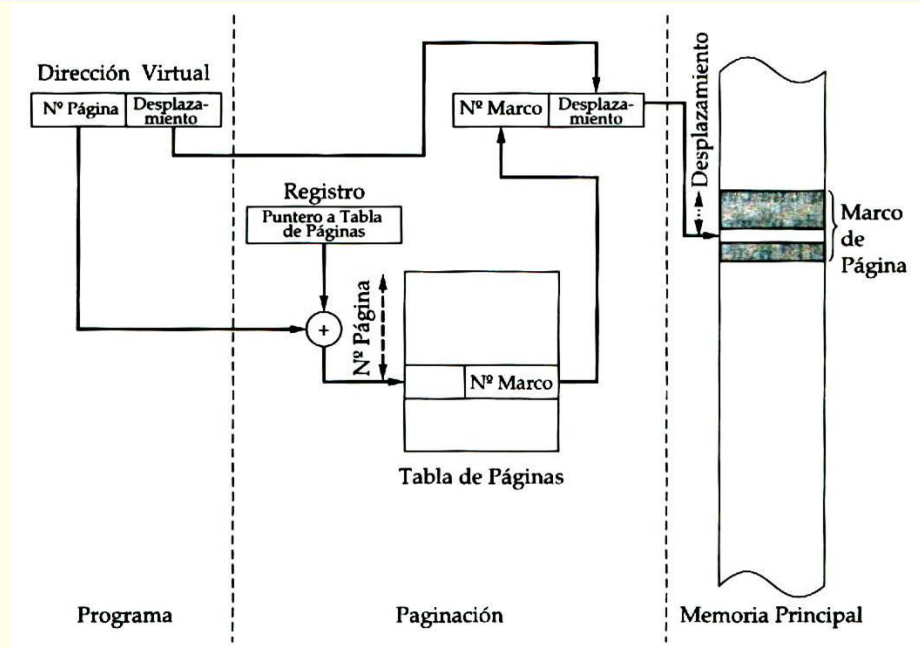 Dirección Virtual
Nº Página
Desplaza-
miento
Nº Marco
Desplaza-
miento
Desplazamiento
Registro
Puntero a Tabla
de Páginas
+
Nº Página
Nº Marco
Tabla de Páginas
Marco
de
Página
Programa
Paginación
Memoria Principal